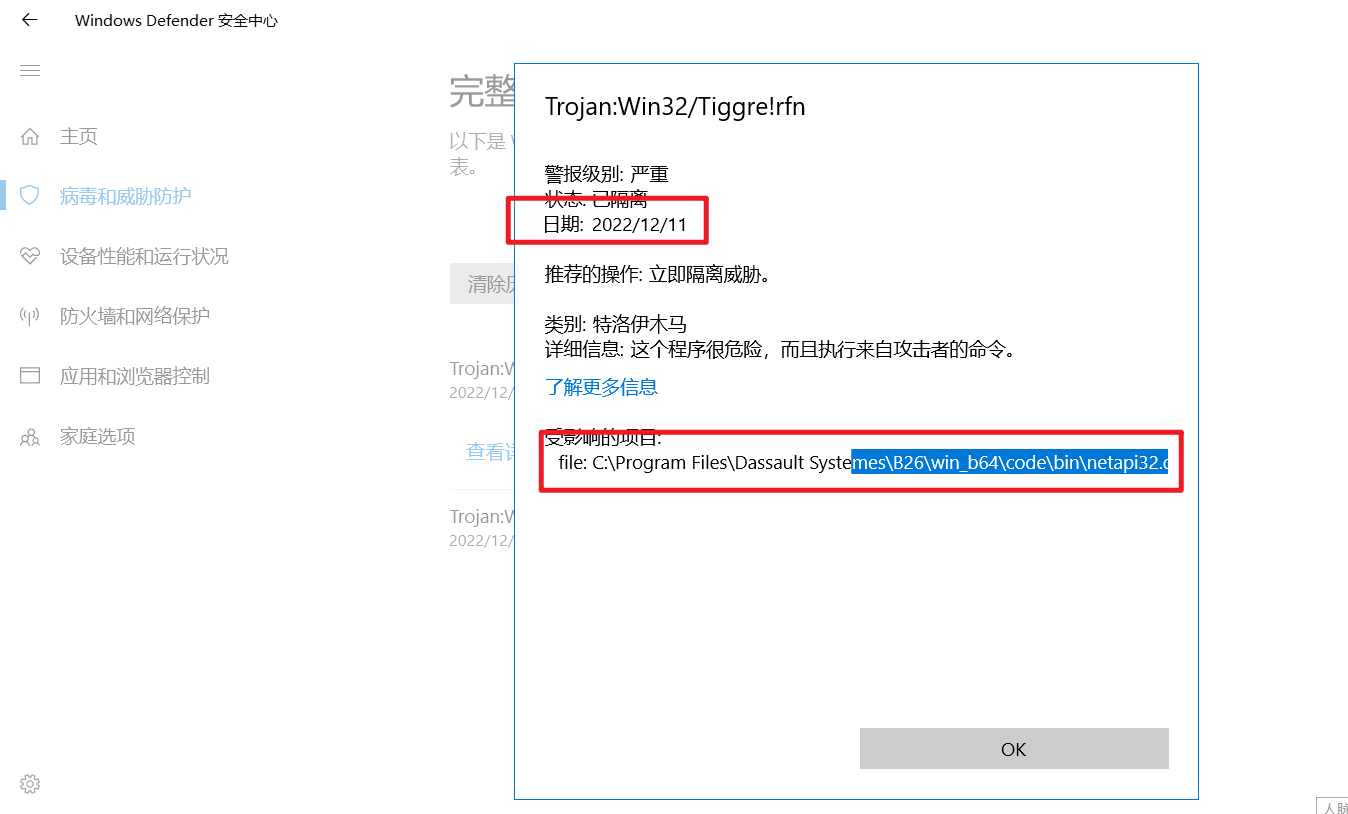 Windows Defender 安全中心
主页
病毒和威胁防护
设备性能和运行状况
防火墙和网络保护
应用和浏览器控制
家庭选项
完整
以下是
表。
清除历
Trojan:W
2022/12/
查看详
Trojan:W
2022/12/
Trojan:Win32/Tiggre!rfn
警报级别: 严重
状态: 已隔离
日期: 2022/12/11
推荐的操作: 立即隔离威胁。
类别: 特洛伊木马
详细信息: 这个程序很危险，而且执行来自攻击者的命令。
了解更多信息
受影响的项目:
file: C:\Program Files\Dassault Systemes\B26\win_b64\code\bin\netapi32.d
OK
人脉